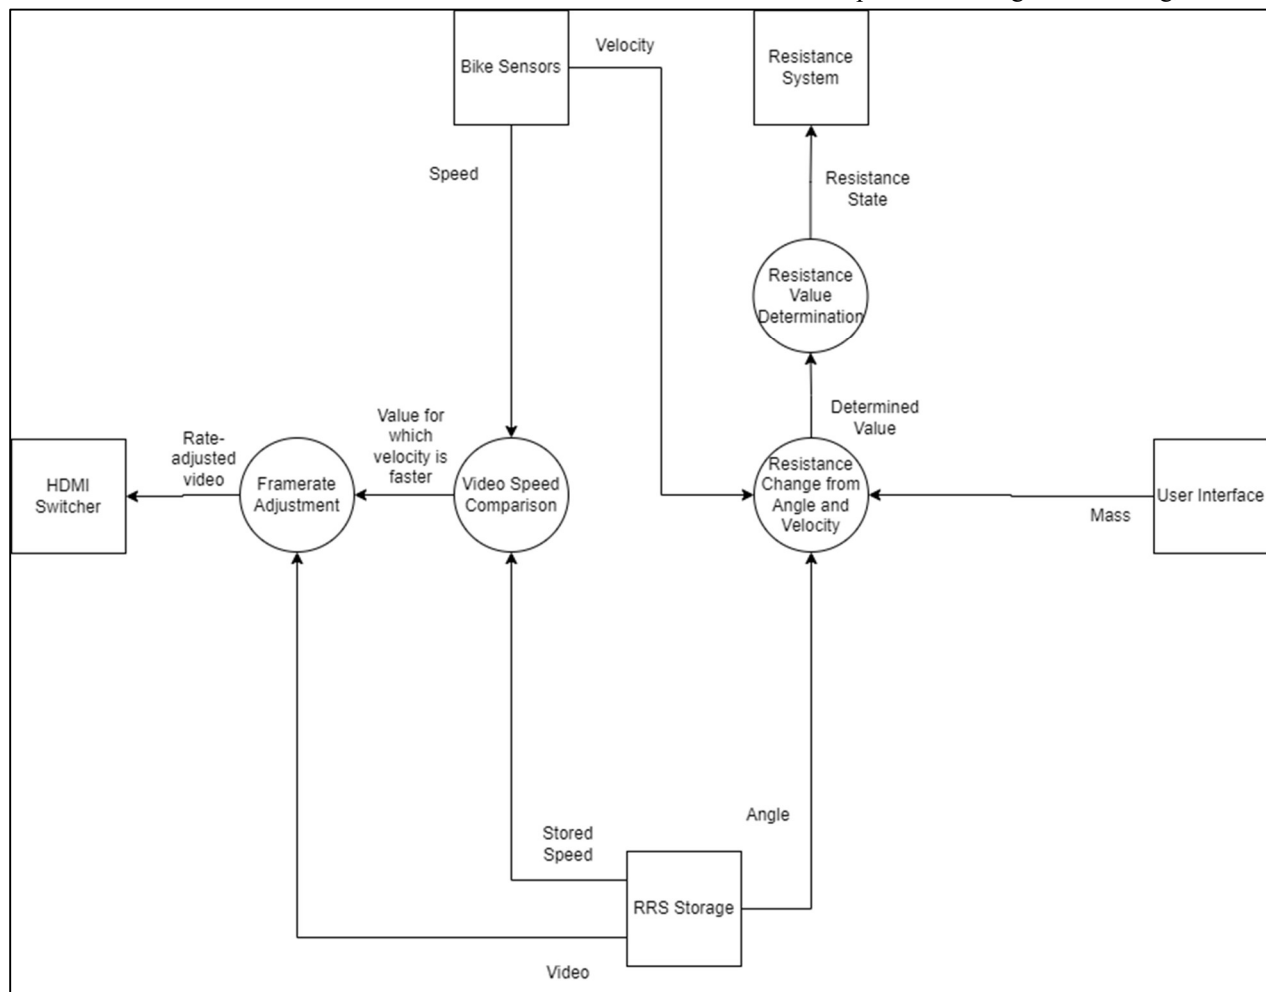 Velocity
Bike Sensors
Resistance
System
Speed
Resistance
State
Resistance
Value
Determination
Value for
which
velocity is
faster
Determined
Value
Rate-
adjusted
video
HDMI
Switcher
Framerate
Adjustment
Video Speed
Comparison
Resistance
Change from
Angle and
Velocity
User Interface
Mass
Angle
Stored
Speed
RRS Storage
Video